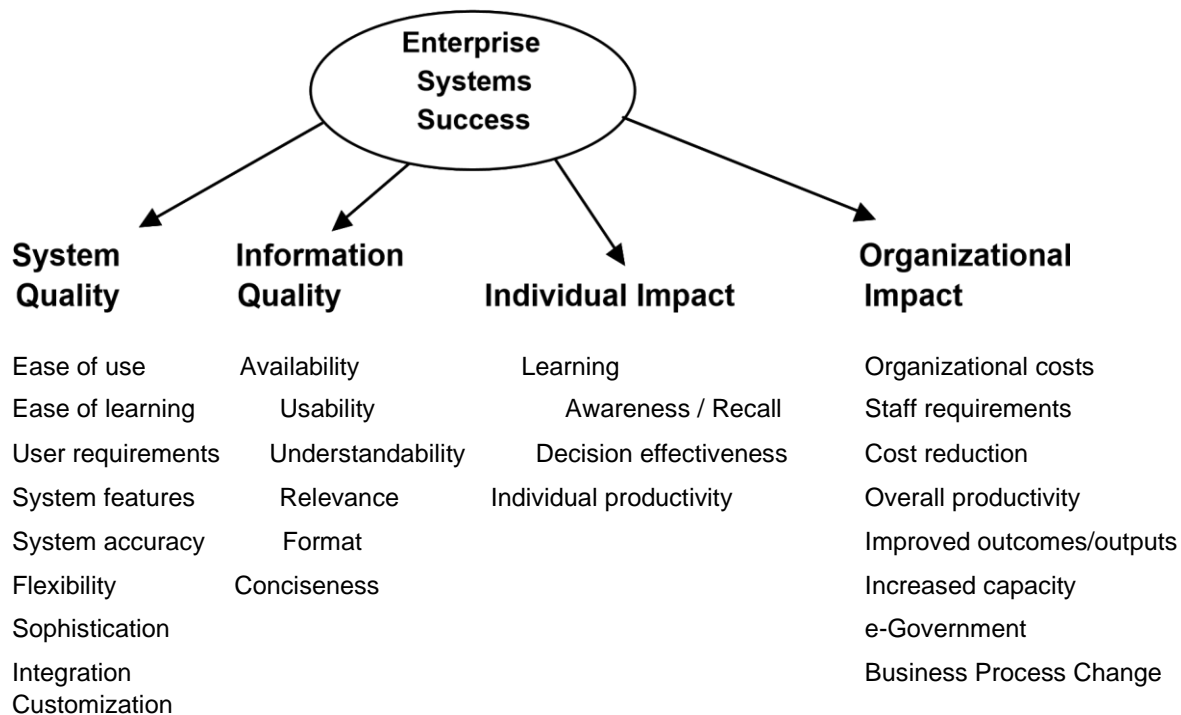 Enterprise
Systems
Success
System
Quality
Ease of use
Ease of learning
User requirements
System features
System accuracy
Flexibility
Sophistication
Integration
Customization
Information
Quality
Availability
Usability
Understandability
Relevance
Format
Conciseness
Individual Impact
Learning
Awareness / Recall
Decision effectiveness
Individual productivity
Organizational
Impact
Organizational costs
Staff requirements
Cost reduction
Overall productivity
Improved outcomes/outputs
Increased capacity
e-Government
Business Process Change